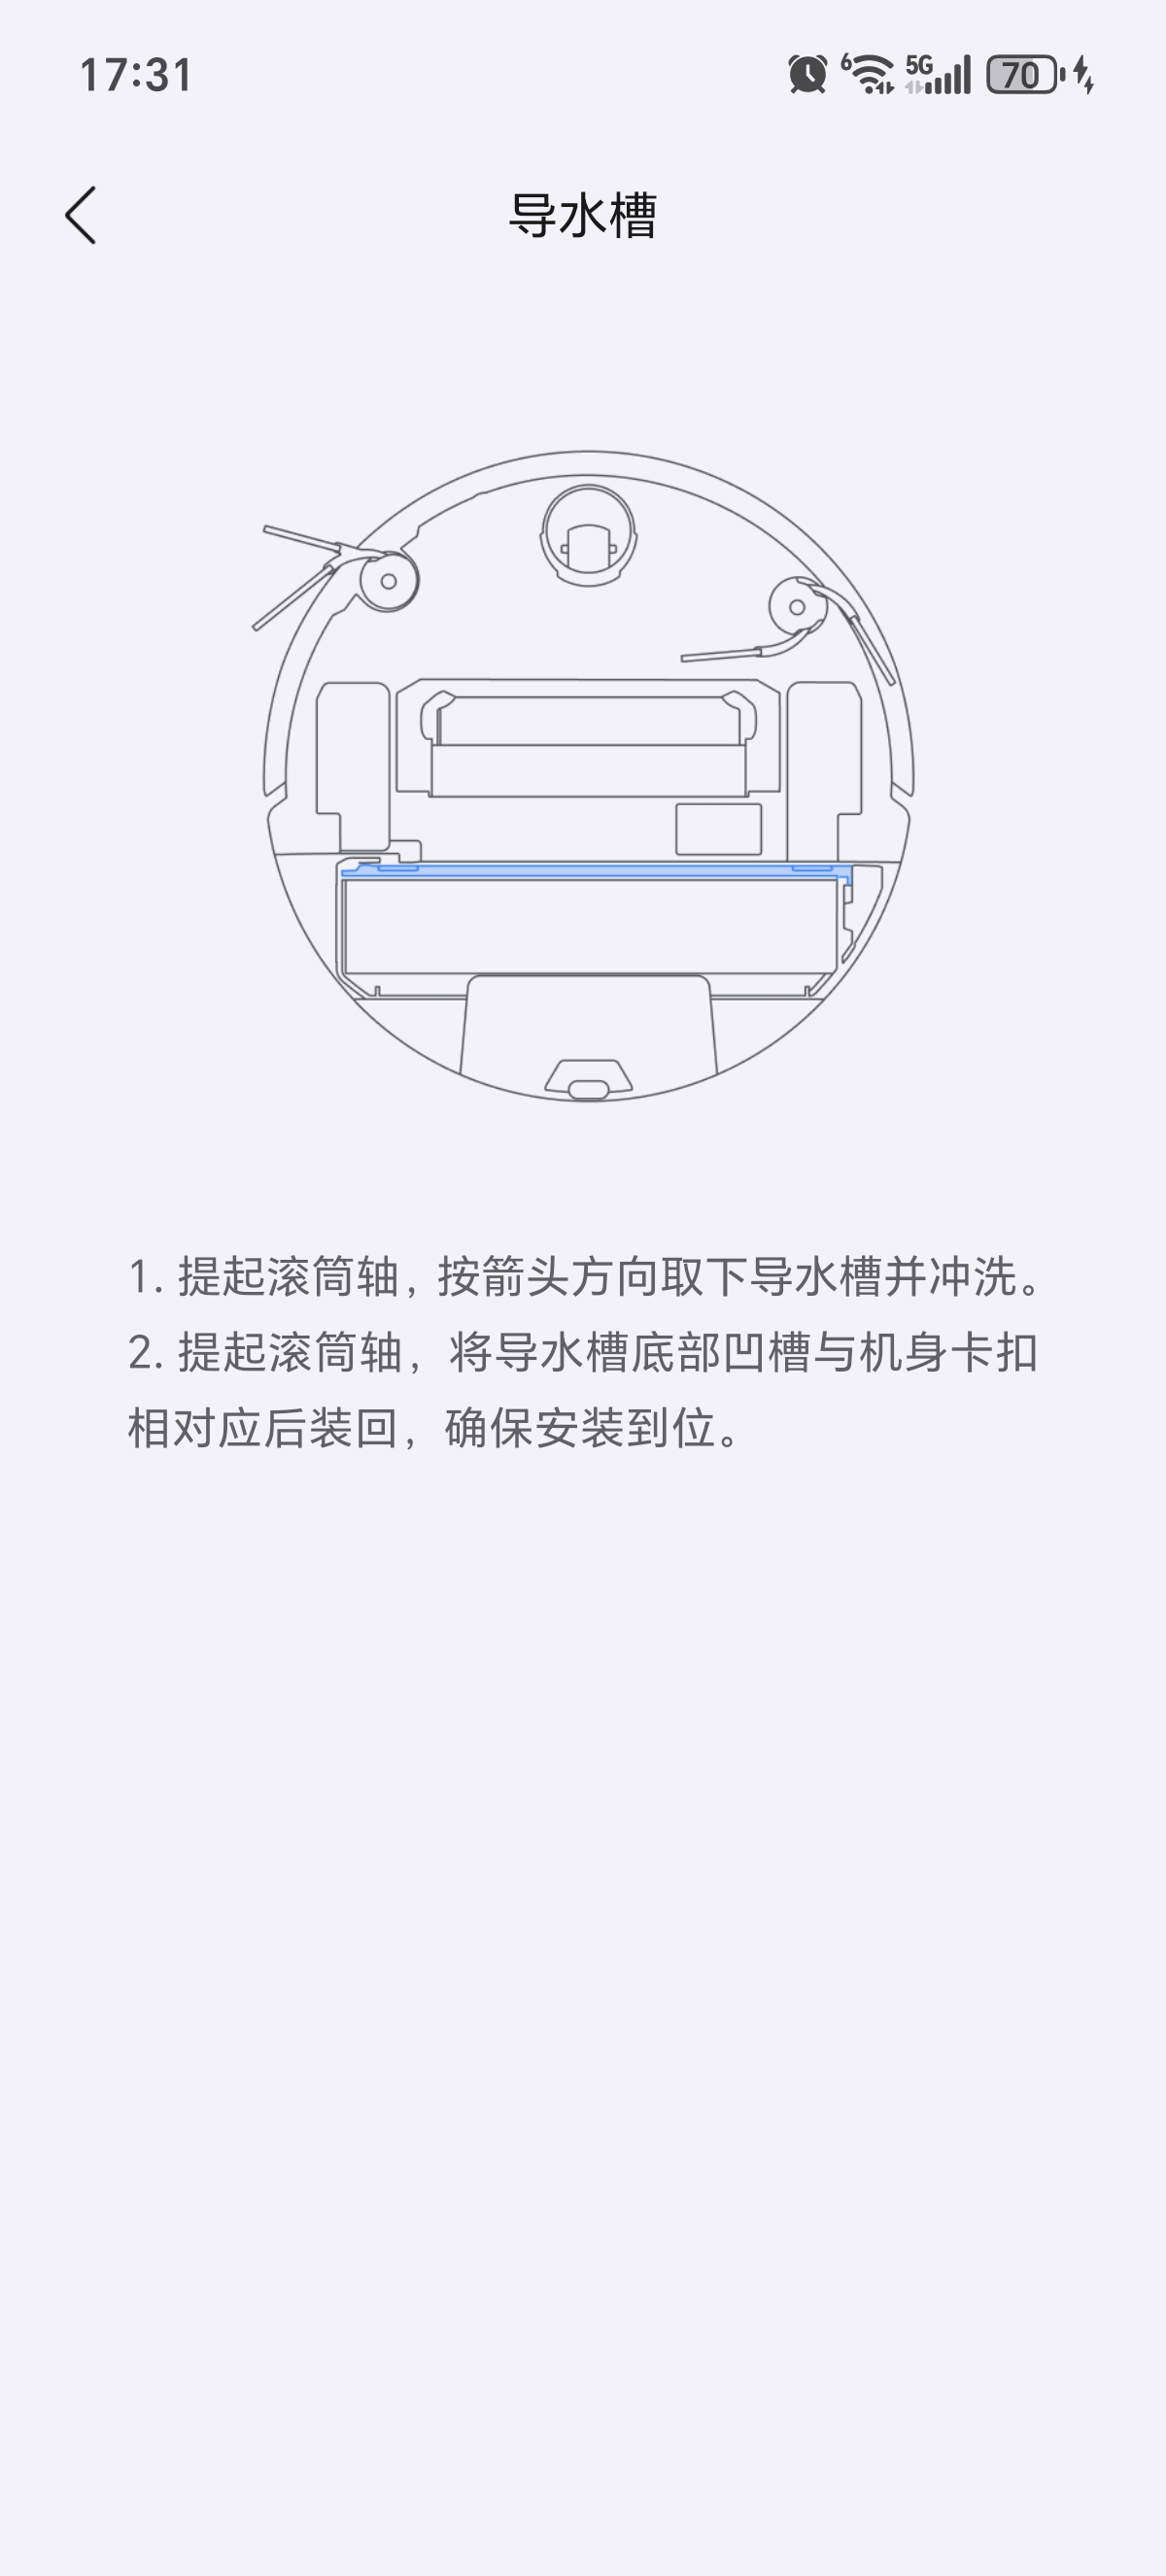 17:31
6
5G
70
导水槽
1. 提起滚筒轴，按箭头方向取下导水槽并冲洗。
2. 提起滚筒轴，将导水槽底部凹槽与机身卡扣
相对应后装回，确保安装到位。